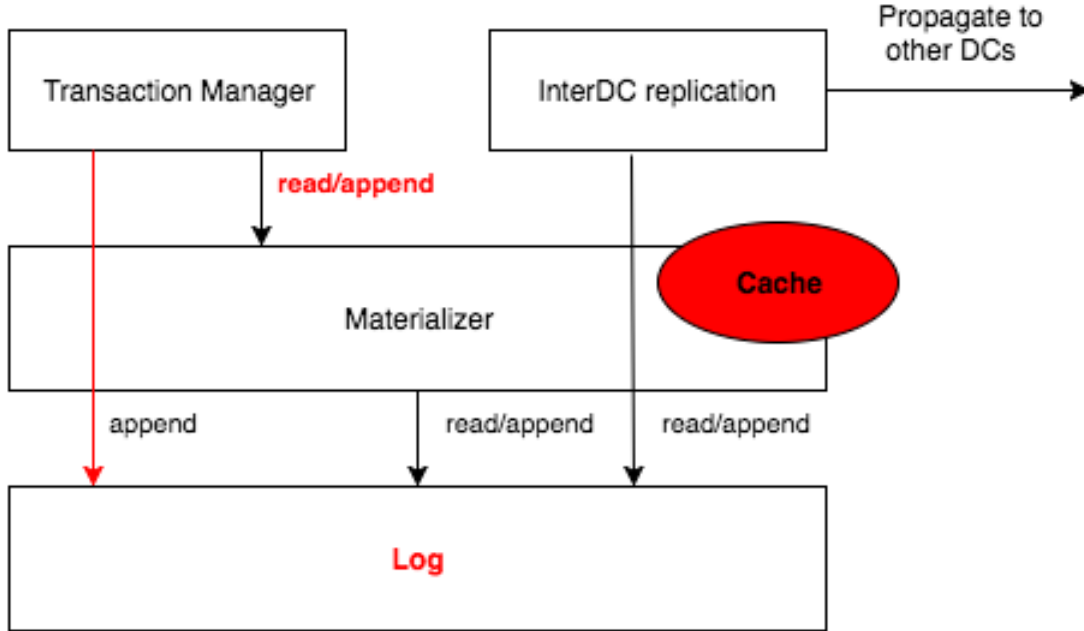 Propagate to
other DCs
Transaction Manager
InterDC replication
read/append
Cache
Materializer
append
read/append
read/append
Log